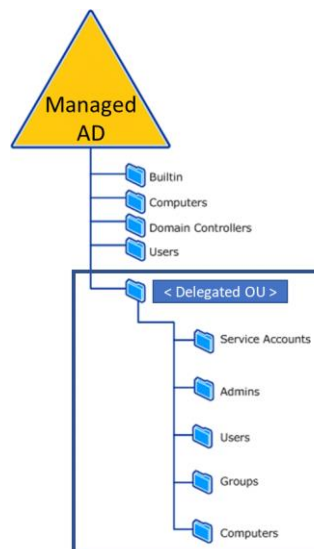 Managed
AD
Builtin
Computers
Domain Controllers
Users
< Delegated OU >
Service Accounts
Admins
Users
Groups
Computers